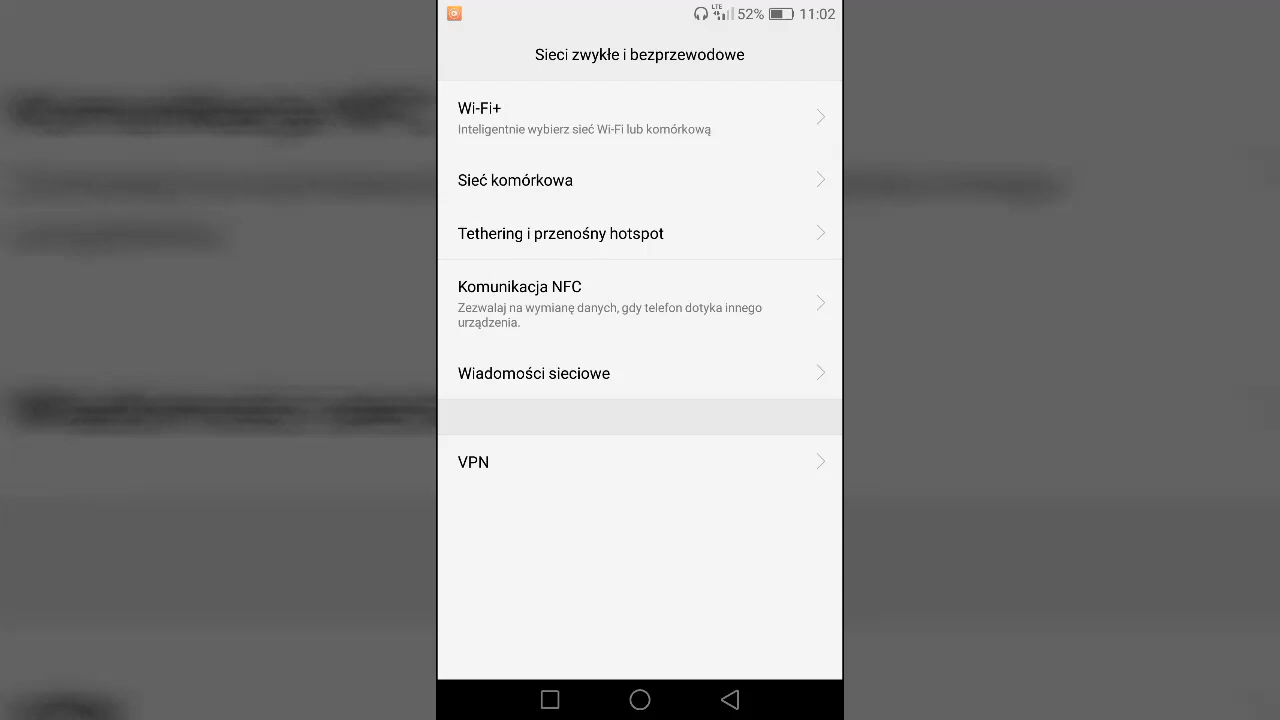 LTE
52%
11:02
Sieci zwykłe i bezprzewodowe
Wi-Fi+
Inteligentnie wybierz sieć Wi-Fi lub komórkową
Sieć komórkowa
Tethering i przenośny hotspot
Komunikacja NFC
Zezwalaj na wymianę danych, gdy telefon dotyka innego
urządzenia.
Wiadomości sieciowe
VPN